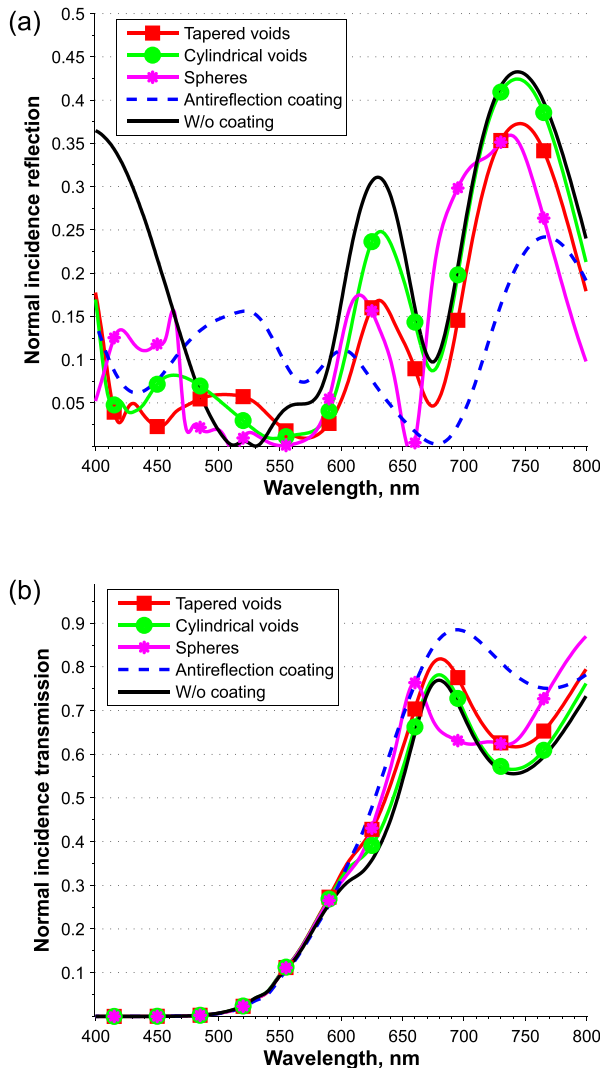 (a)
0.5
0.45
0.4
0.35
0.3
0.25
0.2
0.15
0.1
0.05
Normal incidence reflection
Tapered voids
Cylindrical voids
Spheres
Antireflection coating
W/o coating
400 450 500 550 600 650 700 750 800
Wavelength, nm
(b)
0.9
0.8
0.7
0.6
0.5
0.4
0.3
0.2
0.1
Normal incidence transmission
Tapered voids
Cylindrical voids
Spheres
Antireflection coating
W/o coating
400 450 500 550 600 650 700 750 800
Wavelength, nm